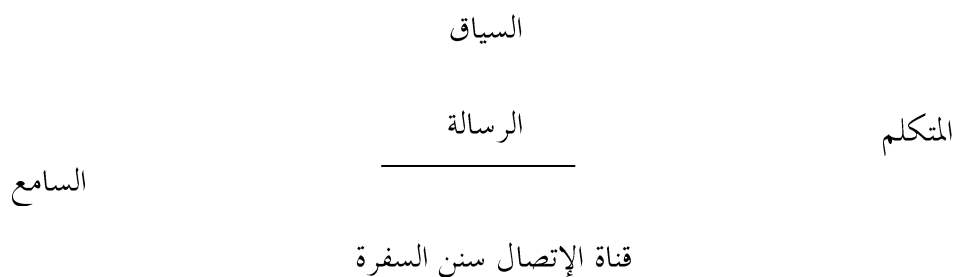 السياق
المتكلم
الرسالة
السامع
قناة الإتصال سنن السفرة